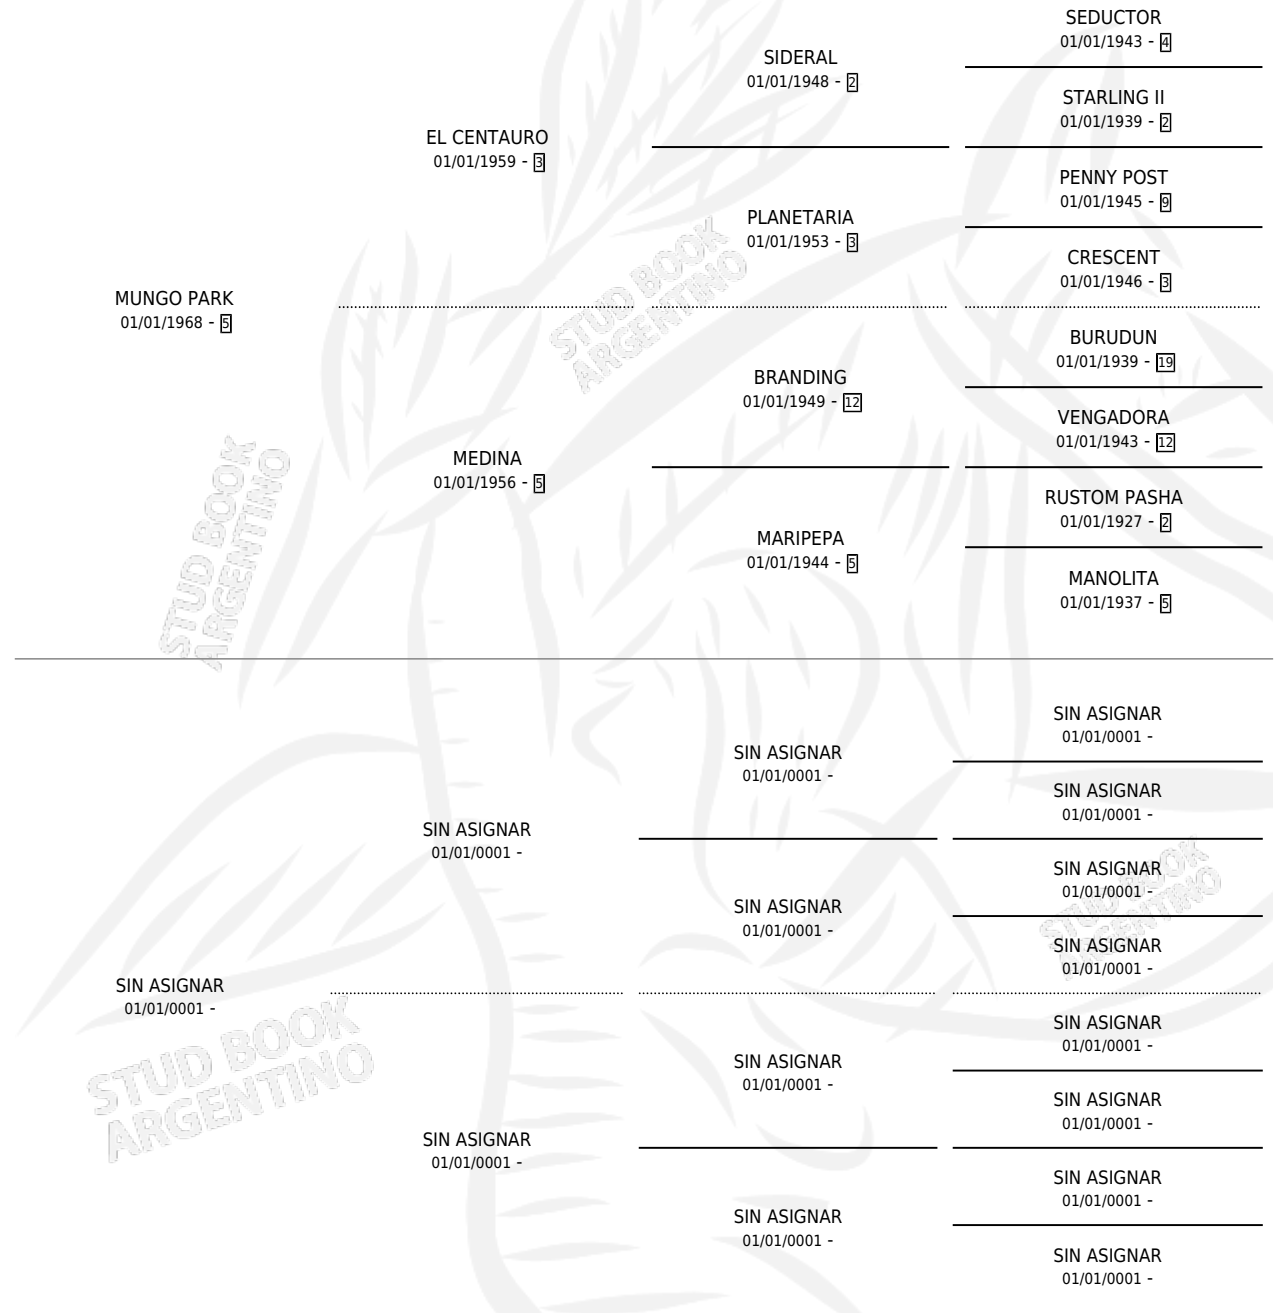 SEDUCTOR
01/01/1943 - 4
SIDERAL
01/01/1948 - 2
STARLING II
01/01/1939 - 2
EL CENTAURO
01/01/1959 - 3
PENNY POST
01/01/1945 - 9
PLANETARIA
01/01/1953 - 3
CRESCENT
01/01/1946 - 3
MUNGO PARK
01/01/1968 - 5
BURUDUN
01/01/1939 - 19
BRANDING
01/01/1949 - 12
VENGADORA
01/01/1943 - 12
MEDINA
01/01/1956 - 5
RUSTOM PASHA
01/01/1927 - 2
MARIPEPA
01/01/1944 - 5
MANOLITA
01/01/1937 - 5
STUD BOOK
ARGENTINO
STUD BOOK
ARGENTINO
SIN ASIGNAR
01/01/0001 -
SIN ASIGNAR
01/01/0001 -
SIN ASIGNAR
01/01/0001 -
SIN ASIGNAR
01/01/0001 -
SIN ASIGNAR
01/01/0001 -
SIN ASIGNAR
01/01/0001 -
SIN ASIGNAR
01/01/0001 -
SIN ASIGNAR
01/01/0001 -
SIN ASIGNAR
01/01/0001 -
SIN ASIGNAR
01/01/0001 -
SIN ASIGNAR
01/01/0001 -
SIN ASIGNAR
01/01/0001 -
SIN ASIGNAR
01/01/0001 -
SIN ASIGNAR
01/01/0001 -
SIN ASIGNAR
01/01/0001 -
STUD BOOK
ARGENTINO
STUD BOOK
ARGENTINO